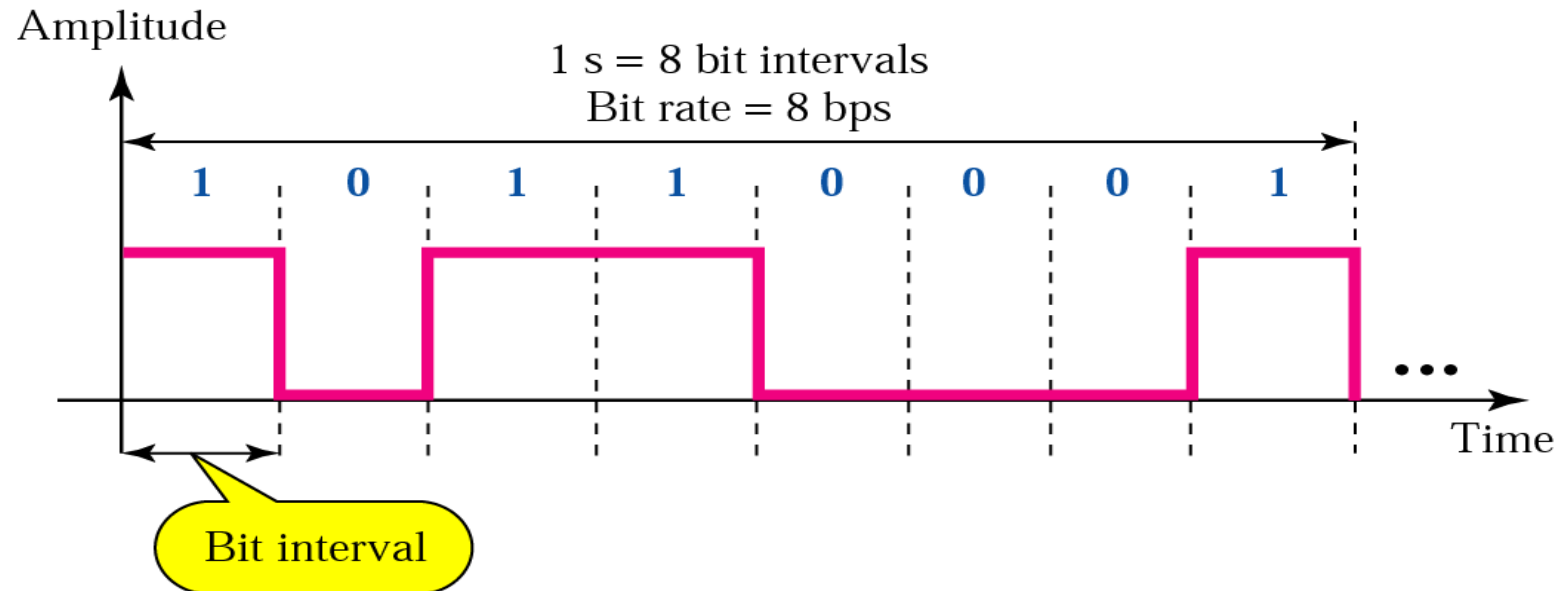 Amplitude
1 s = 8 bit intervals
Bit rate = 8 bps
1 0 1 1 0 0 0 1
...
Time
Bit interval